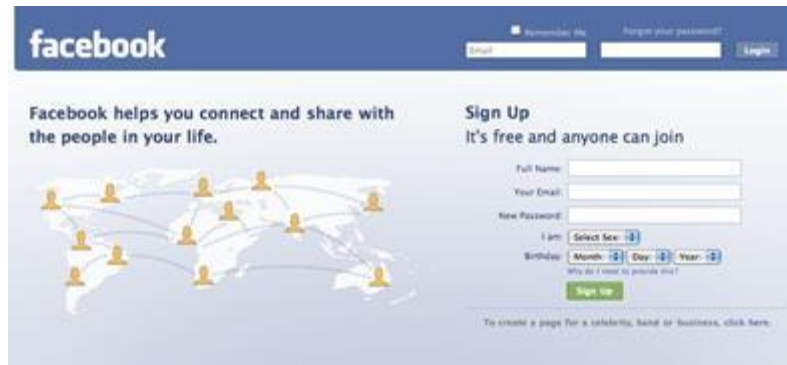 facebook
Remember Me
Forgot your password?
Email
Login
Facebook helps you connect and share with
the people in your life.
Sign Up
It's free and anyone can join
Full Name:
Your Email:
New Password:
I am: Select Sex:
Birthday: Month: Day: Year:
Why do I need to provide this?
Sign Up
To create a page for a celebrity, band or business, click here.